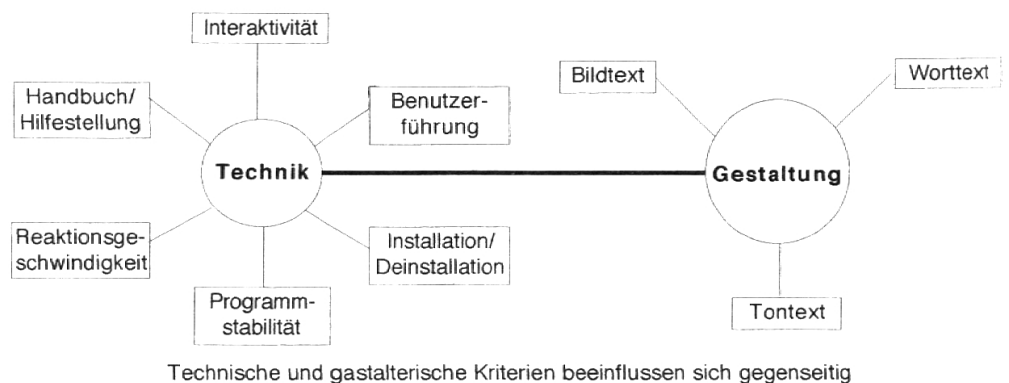 Interaktivität
Handbuch/
Hilfestellung
Benutzer-
führung
Technik
Reaktionsge-
schwindigkeit
Installation/
Deinstallation
Programm-
stabilität
Bildtext
Worttext
Gestaltung
Tontext
Technische und gastalterische Kriterien beeinflussen sich gegenseitig